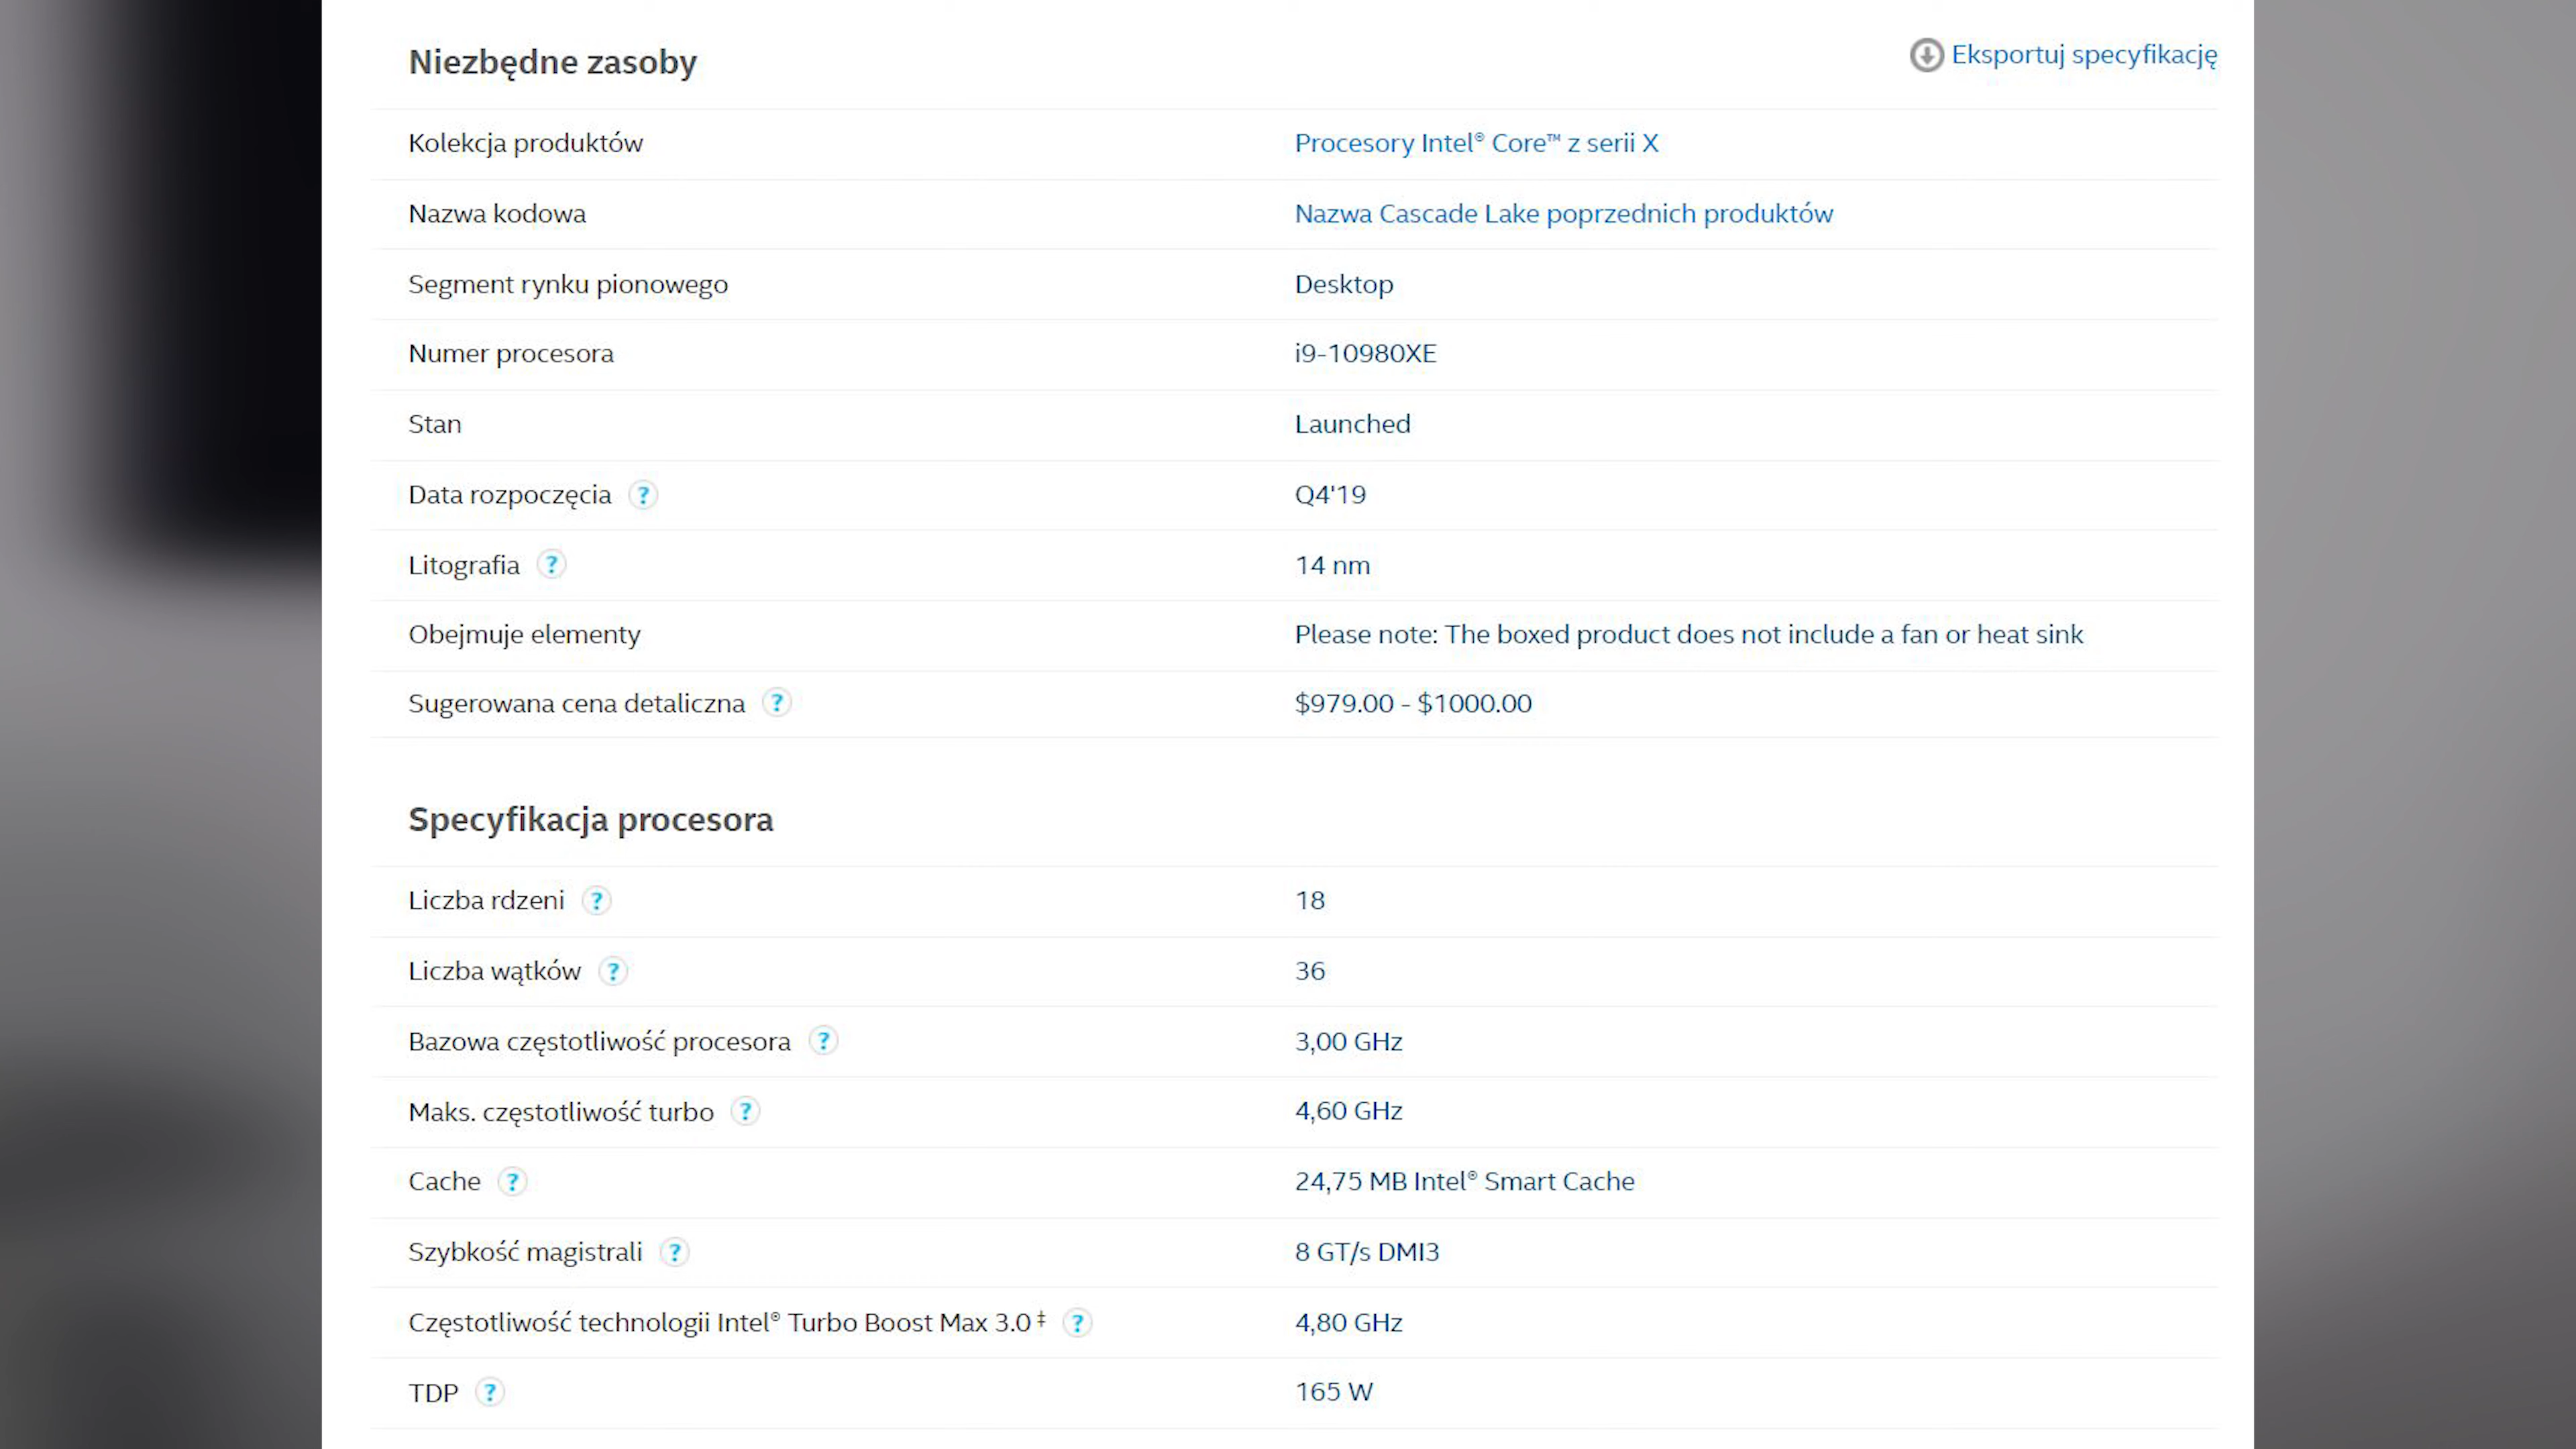 Niezbędne zasoby
Eksportuj specyfikację
Kolekcja produktów Procesory Intel® Core™ z serii X
Nazwa kodowa Nazwa Cascade Lake poprzednich produktów
Segment rynku pionowego Desktop
Numer procesora i9-10980XE
Stan Launched
Data rozpoczęcia ? Q4'19
Litografia ? 14 nm
Obejmuje elementy Please note: The boxed product does not include a fan or heat sink
Sugerowana cena detaliczna ? $979.00 - $1000.00
Specyfikacja procesora
Liczba rdzeni ? 18
Liczba wątków ? 36
Bazowa częstotliwość procesora ? 3,00 GHz
Maks. częstotliwość turbo ? 4,60 GHz
Cache ? 24,75 MB Intel® Smart Cache
Szybkość magistrali ? 8 GT/s DMI3
Częstotliwość technologii Intel® Turbo Boost Max 3.0 ‡ ? 4,80 GHz
TDP ? 165 W